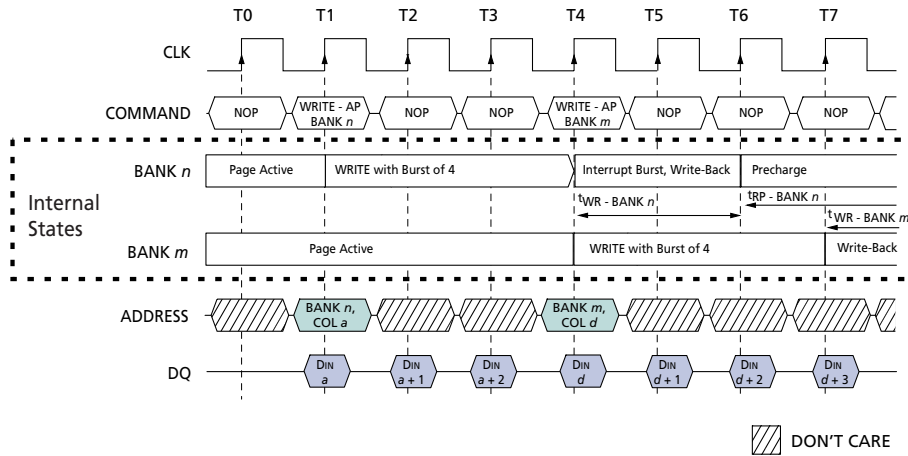 T0 T1 T2 T3 T4 T5 T6 T7
CLK
COMMAND NOP WRITE - AP BANK n NOP NOP WRITE - AP BANK m NOP NOP NOP
Internal States
BANK n Page Active WRITE with Burst of 4 Interrupt Burst, Write-Back Precharge
tWR - BANK n tRP - BANK n
tWR - BANK m
BANK m Page Active WRITE with Burst of 4 Write-Back
ADDRESS BANK n, COL a BANK m, COL d
DQ DIN a DIN a + 1 DIN a + 2 DIN d DIN d + 1 DIN d + 2 DIN d + 3
DON'T CARE